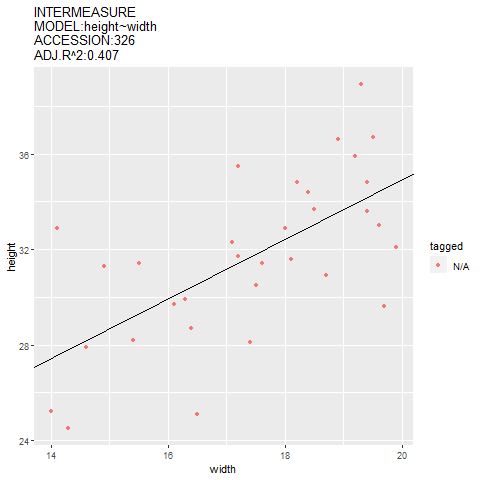 INTERMEASURE
MODEL:height~width
ACCESSION:326
ADJ.R^2:0.407
36
32
28
24
height
14
16
18
20
width
tagged
N/A